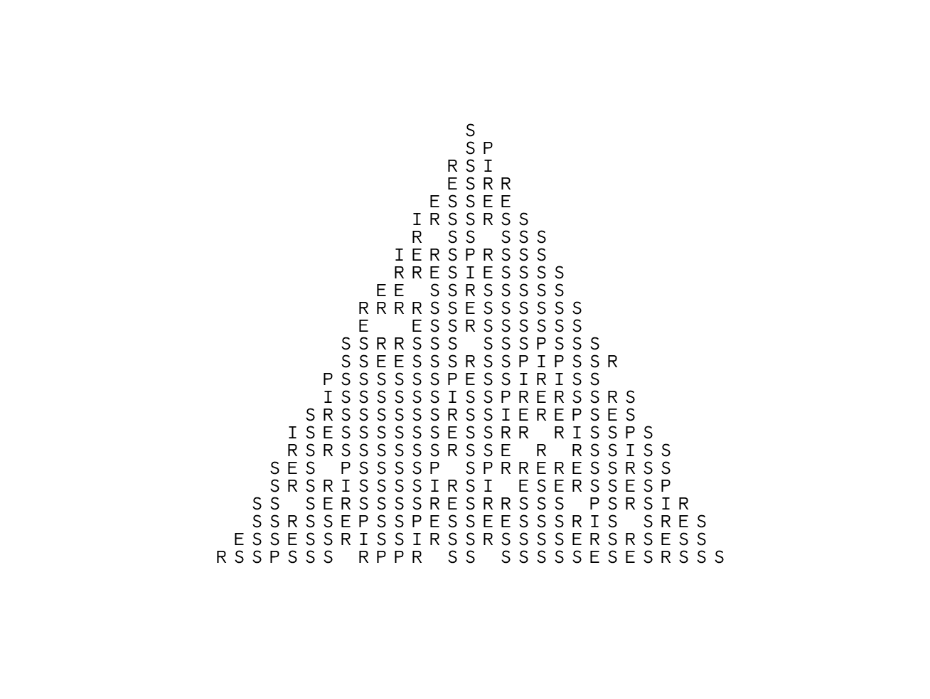 S
S P
R S I
E S R R
E S S E E
I R S S R S S
R   S S   S S S
I E R S P R S S S
R R E S I E S S S S
E E   S S R S S S S S
R R R R S S E S S S S S S
E     E S S R S S S S S S
S S R R S S S   S S S P S S S
S S E E S S S R S S P I P S S R
P S S S S S S P E S S I R I S S
I S S S S S S I S S P R E R S S R S
S R S S S S S S R S S I E R E P S E S
I S E S S S S S S E S S R R   R I S S P S
R S R S S S S S S R S S E   R   R S S I S S
S E S   P S S S S P   S P R R E R E S S R S S
S R S R I S S S S I R S I   E S E R S S E S P
S S   S E R S S S S R E S R R S S S   P S R S I R
S S R S S E P S S P E S S E E S S S R I S   S R E S
E S S E S S R I S S I R S S R S S S S E R S R S E S S
R S S P S S S   R P P R   S S   S S S S S E S E S R S S S